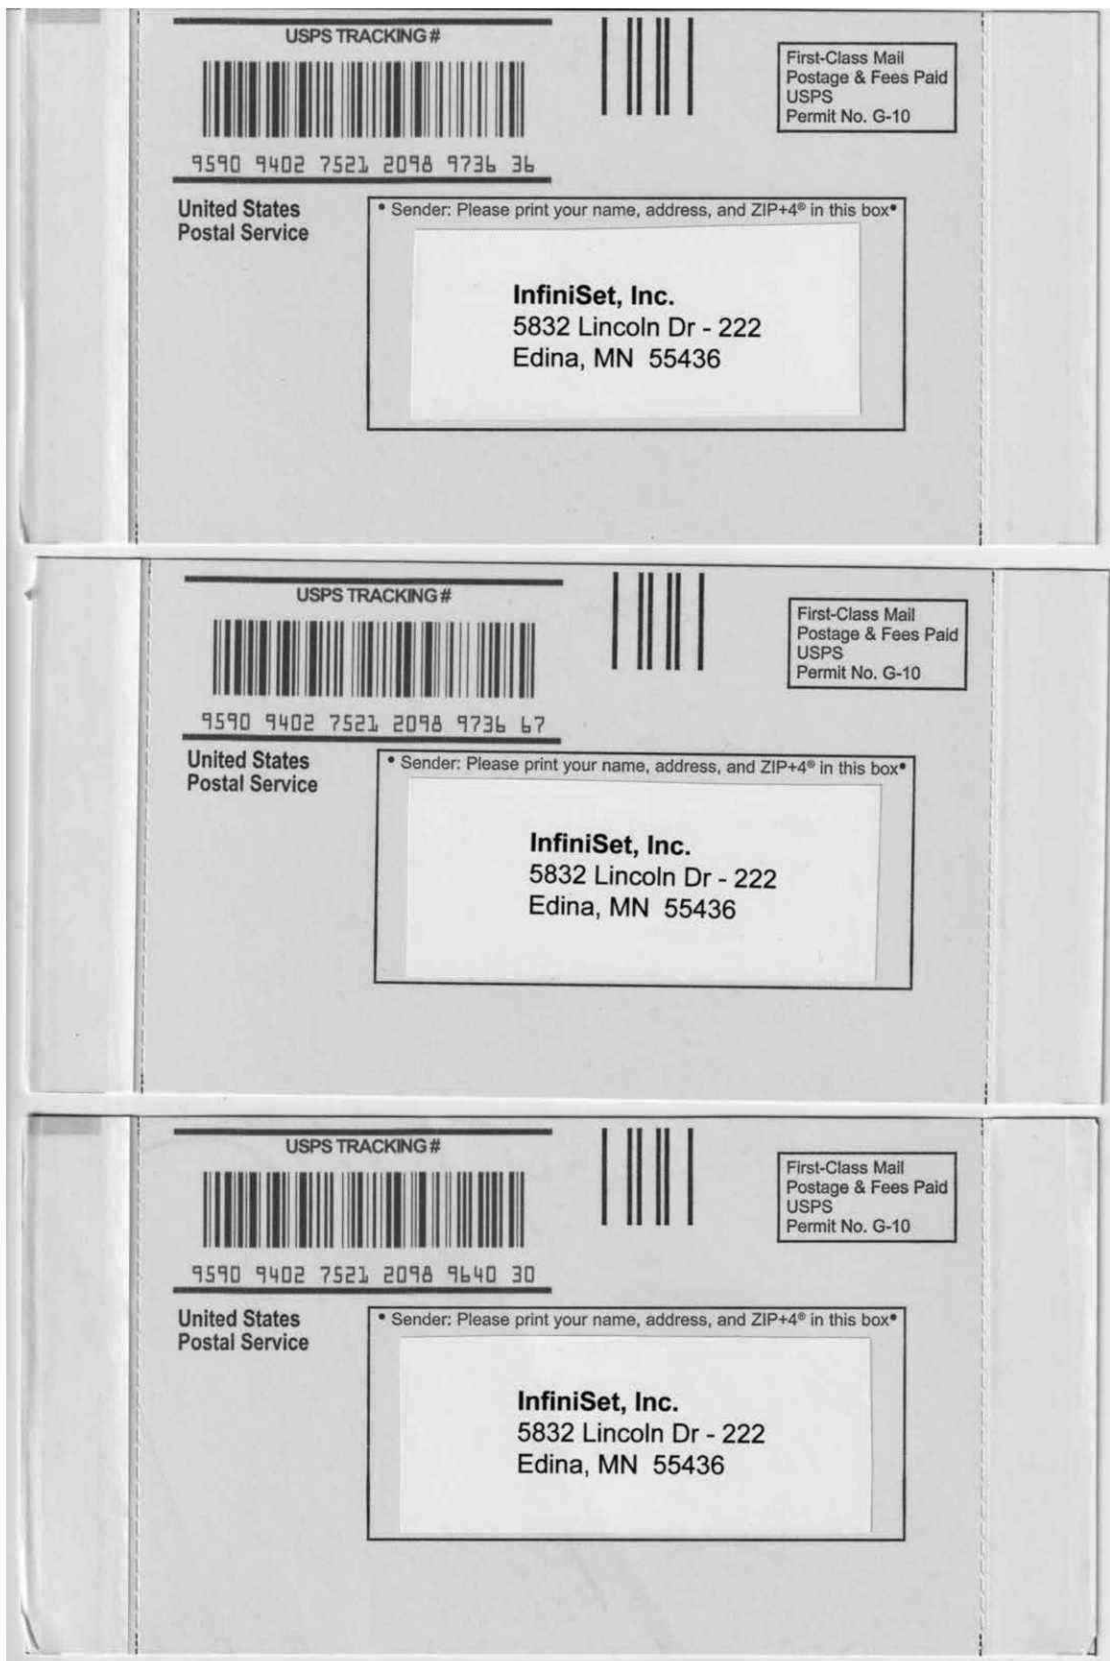 USPS TRACKING #
9590 9402 7521 2098 9736 36
First-Class Mail
Postage & Fees Paid
USPS
Permit No. G-10
United States
Postal Service
• Sender: Please print your name, address, and ZIP+4® in this box•
InfiniSet, Inc.
5832 Lincoln Dr - 222
Edina, MN 55436
USPS TRACKING #
9590 9402 7521 2098 9736 67
First-Class Mail
Postage & Fees Paid
USPS
Permit No. G-10
United States
Postal Service
• Sender: Please print your name, address, and ZIP+4® in this box•
InfiniSet, Inc.
5832 Lincoln Dr - 222
Edina, MN 55436
USPS TRACKING #
9590 9402 7521 2098 9640 30
First-Class Mail
Postage & Fees Paid
USPS
Permit No. G-10
United States
Postal Service
• Sender: Please print your name, address, and ZIP+4® in this box•
InfiniSet, Inc.
5832 Lincoln Dr - 222
Edina, MN 55436